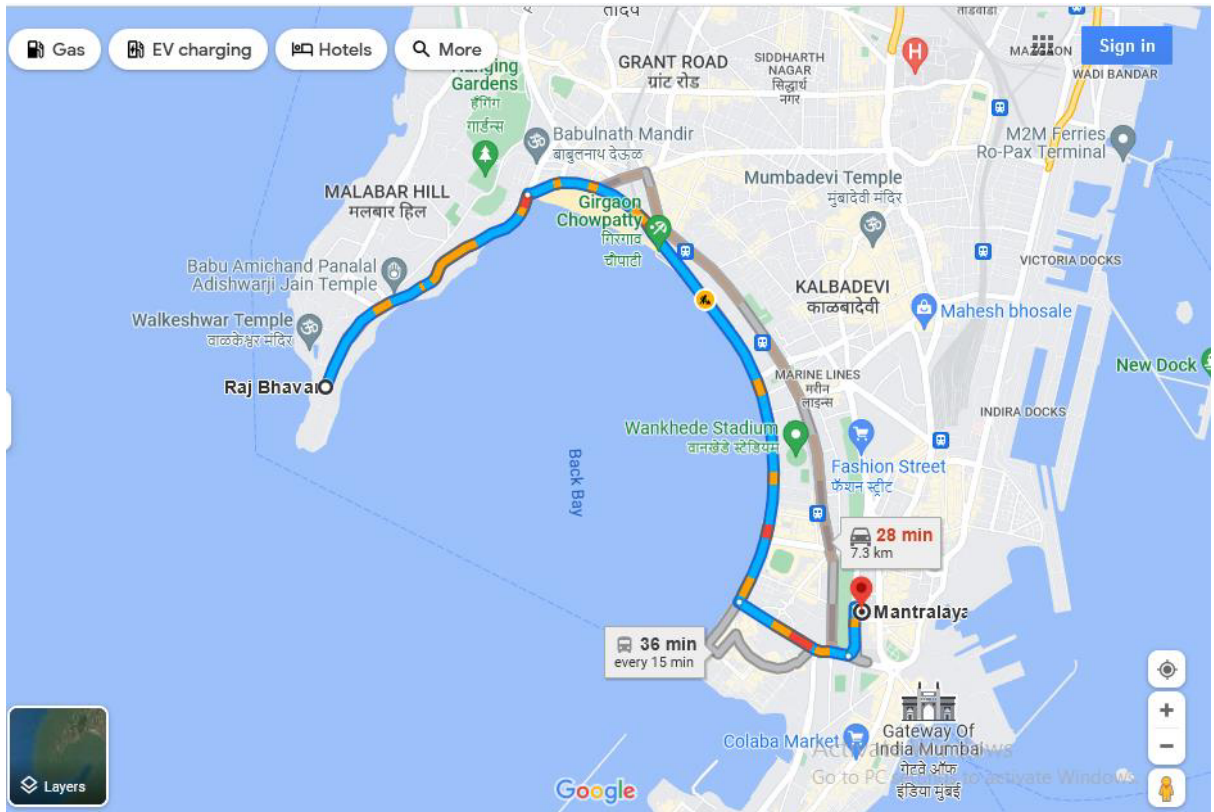 तारदेव
ताडवाडी
Gas
EV charging
Hotels
More
Sign in
GRANT ROAD
ग्रांट रोड
SIDDHARTH
NAGAR
सिद्धार्थ
नगर
H
WADI BANDAR
Hanging
Gardens
हँगिंग
गार्डन्स
Babulnath Mandir
बाबुलनाथ देऊळ
M2M Ferries
Ro-Pax Terminal
MALABAR HILL
मलबार हिल
Mumbadevi Temple
मुंबादेवी मंदिर
Girgaon
Chowpatty
गिरगाव
चौपाटी
Babu Amichand Panalal
Adishwarji Jain Temple
VICTORIA DOCKS
KALBADEVI
काळबादेवी
Mahesh bhosale
Walkeshwar Temple
वाळकेश्वर मंदिर
New Dock
Raj Bhavan
MARINE LINES
मरीन
लाइन्स
INDIRA DOCKS
Wankhede Stadium
वानखेडे स्टेडियम
Fashion Street
फॅशन स्ट्रीट
Back Bay
28 min
7.3 km
Mantralaya
36 min
every 15 min
Colaba Market
Gateway Of
India Mumbai
गेटवे ऑफ
इंडिया मुंबई
Activate Windows
Go to PC settings to activate Windows.
Layers
Google